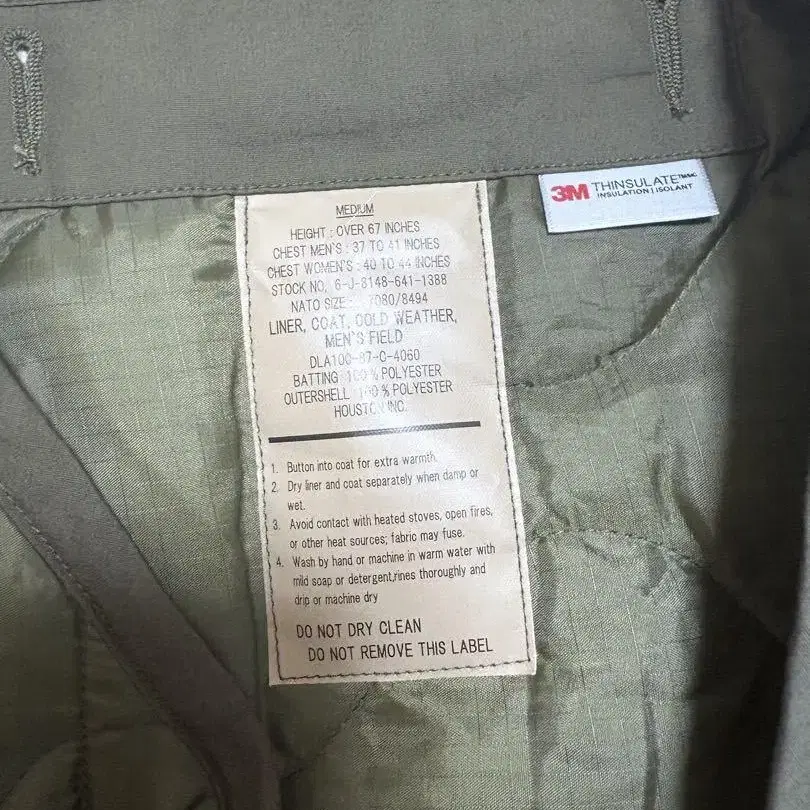 MEDIUM
HEIGHT : OVER 67 INCHES
CHEST MEN'S : 37 TO 41 INCHES
CHEST WOMEN'S : 40 TO 44 INCHES
STOCK NO, 6-J-8148-641-1388
NATO SIZE : 7080/8494
LINER, COAT, COLD WEATHER,
MEN'S FIELD
DLA100-87-C-4060
BATTING 100 % POLYESTER
OUTERSHELL 100 % POLYESTER
HOUSTON INC.
1. Button into coat for extra warmth.
2. Dry liner and coat separately when damp or
wet.
3. Avoid contact with heated stoves, open fires,
or other heat sources; fabric may fuse.
4. Wash by hand or machine in warm water with
mild soap or detergent,rines thoroughly and
drip or machine dry
DO NOT DRY CLEAN
DO NOT REMOVE THIS LABEL
3M THINSULATE
INSULATION | ISOLANT